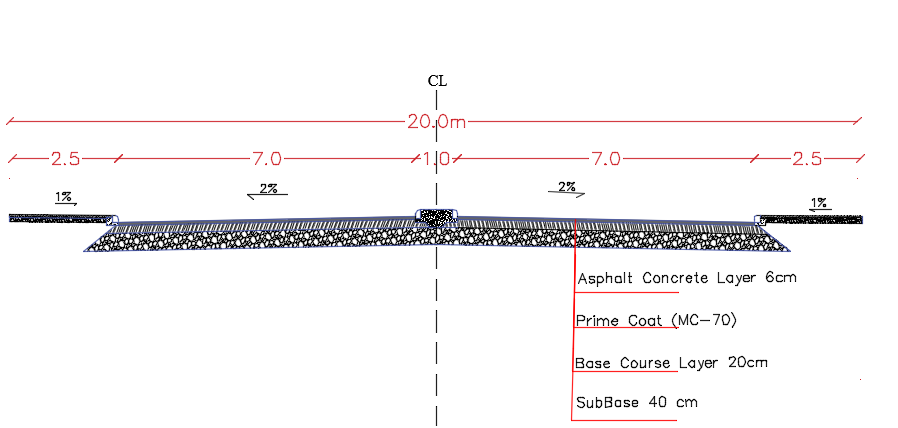 CL
20.0m
2.5 7.0 1.0 7.0 2.5
1% 2% 2% 1%
Asphalt Concrete Layer 6cm
Prime Coat (MC-70)
Base Course Layer 20cm
SubBase 40 cm